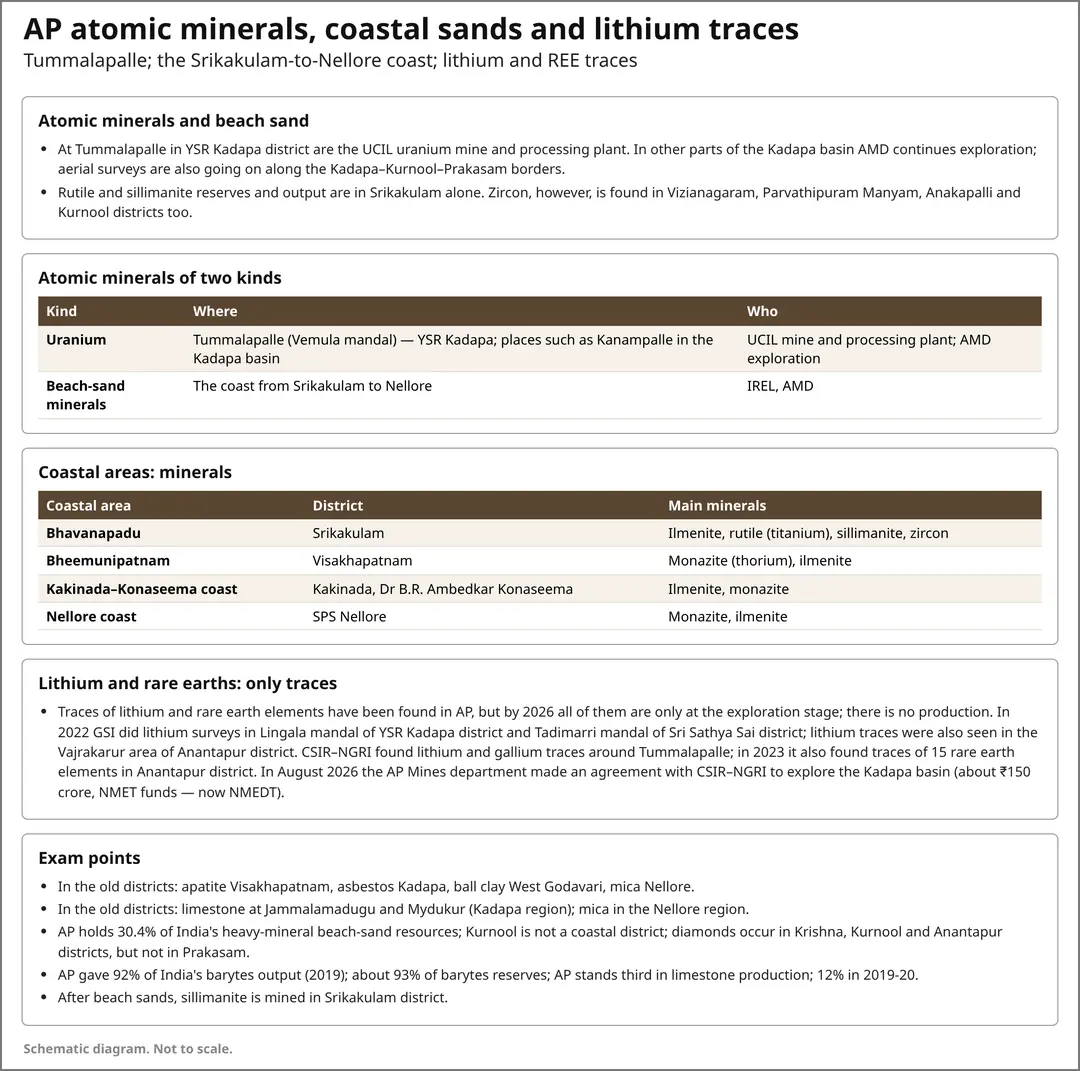 AP atomic minerals, coastal sands and lithium traces
Tummalapalle; the Srikakulam-to-Nellore coast; lithium and REE traces
Atomic minerals and beach sand
• At Tummalapalle in YSR Kadapa district are the UCIL uranium mine and processing plant. In other parts of the Kadapa basin AMD continues exploration;
aerial surveys are also going on along the Kadapa–Kurnool–Prakasam borders.
• Rutile and sillimanite reserves and output are in Srikakulam alone. Zircon, however, is found in Vizianagaram, Parvathipuram Manyam, Anakapalli and
Kurnool districts too.
Atomic minerals of two kinds
Kind Where Who
Uranium Tummalapalle (Vemula mandal) — YSR Kadapa; places such as Kanampalle in the UCIL mine and processing plant; AMD
Kadapa basin exploration
Beach-sand The coast from Srikakulam to Nellore IREL, AMD
minerals
Coastal areas: minerals
Coastal area District Main minerals
Bhavanapadu Srikakulam Ilmenite, rutile (titanium), sillimanite, zircon
Bheemunipatnam Visakhapatnam Monazite (thorium), ilmenite
Kakinada–Konaseema coast Kakinada, Dr B.R. Ambedkar Konaseema Ilmenite, monazite
Nellore coast SPS Nellore Monazite, ilmenite
Lithium and rare earths: only traces
• Traces of lithium and rare earth elements have been found in AP, but by 2026 all of them are only at the exploration stage; there is no production. In
2022 GSI did lithium surveys in Lingala mandal of YSR Kadapa district and Tadimarri mandal of Sri Sathya Sai district; lithium traces were also seen in the
Vajrakarur area of Anantapur district. CSIR–NGRI found lithium and gallium traces around Tummalapalle; in 2023 it also found traces of 15 rare earth
elements in Anantapur district. In August 2026 the AP Mines department made an agreement with CSIR–NGRI to explore the Kadapa basin (about ₹150
crore, NMET funds — now NMEDT).
Exam points
• In the old districts: apatite Visakhapatnam, asbestos Kadapa, ball clay West Godavari, mica Nellore.
• In the old districts: limestone at Jammalamadugu and Mydukur (Kadapa region); mica in the Nellore region.
• AP holds 30.4% of India's heavy-mineral beach-sand resources; Kurnool is not a coastal district; diamonds occur in Krishna, Kurnool and Anantapur
districts, but not in Prakasam.
• AP gave 92% of India's barytes output (2019); about 93% of barytes reserves; AP stands third in limestone production; 12% in 2019-20.
• After beach sands, sillimanite is mined in Srikakulam district.
Schematic diagram. Not to scale.